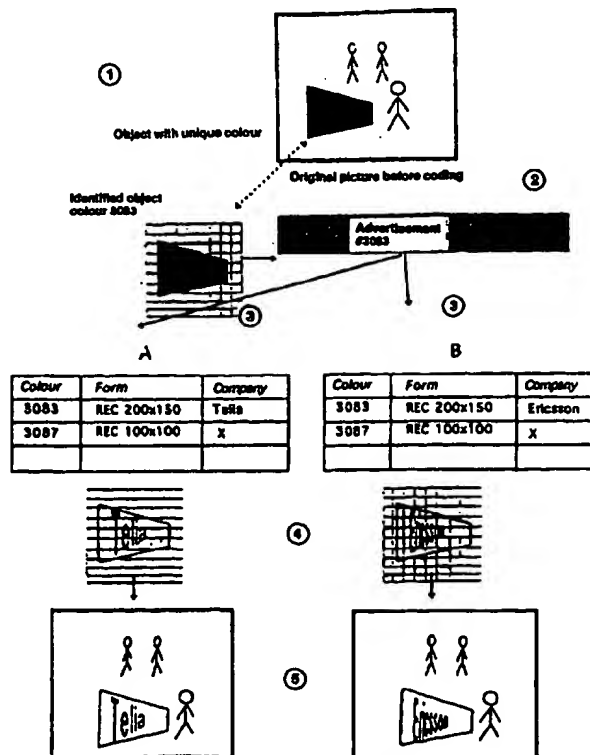 1
Object with unique colour
Original picture before coding
Identified object
colour 3083
2
Advertisement
#3083
3
3
A
B
Colour Form Company
3083 REC 200x150 Telia
3087 REC 100x100 X
Colour Form Company
3083 REC 200x150 Ericsson
3087 REC 100x100 X
Telia
4
Ericsson
5
Telia
Ericsson